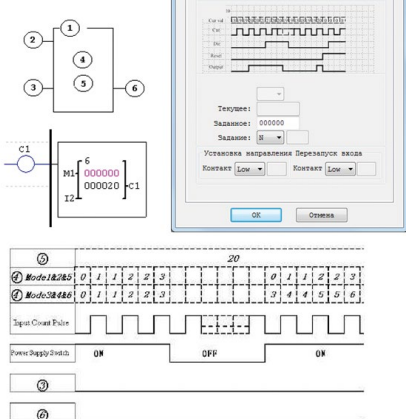 1
2
4
3
5
6
C1
6
M1
000000
000020
C1
I2
Текущее:
Заданное: 000000
Задание: N
Установка направления Перезапуск входа
Контакт Low Контакт Low
OK Отмена
5 20
4 Mode1&2&5 0 1 1 2 2 3 0 1 1 2 2 3
4 Mode3&4&6 0 1 1 2 2 3 3 4 4 5 5 6
Input Count Pulse
Power Supply Switch ON OFF ON
3
6